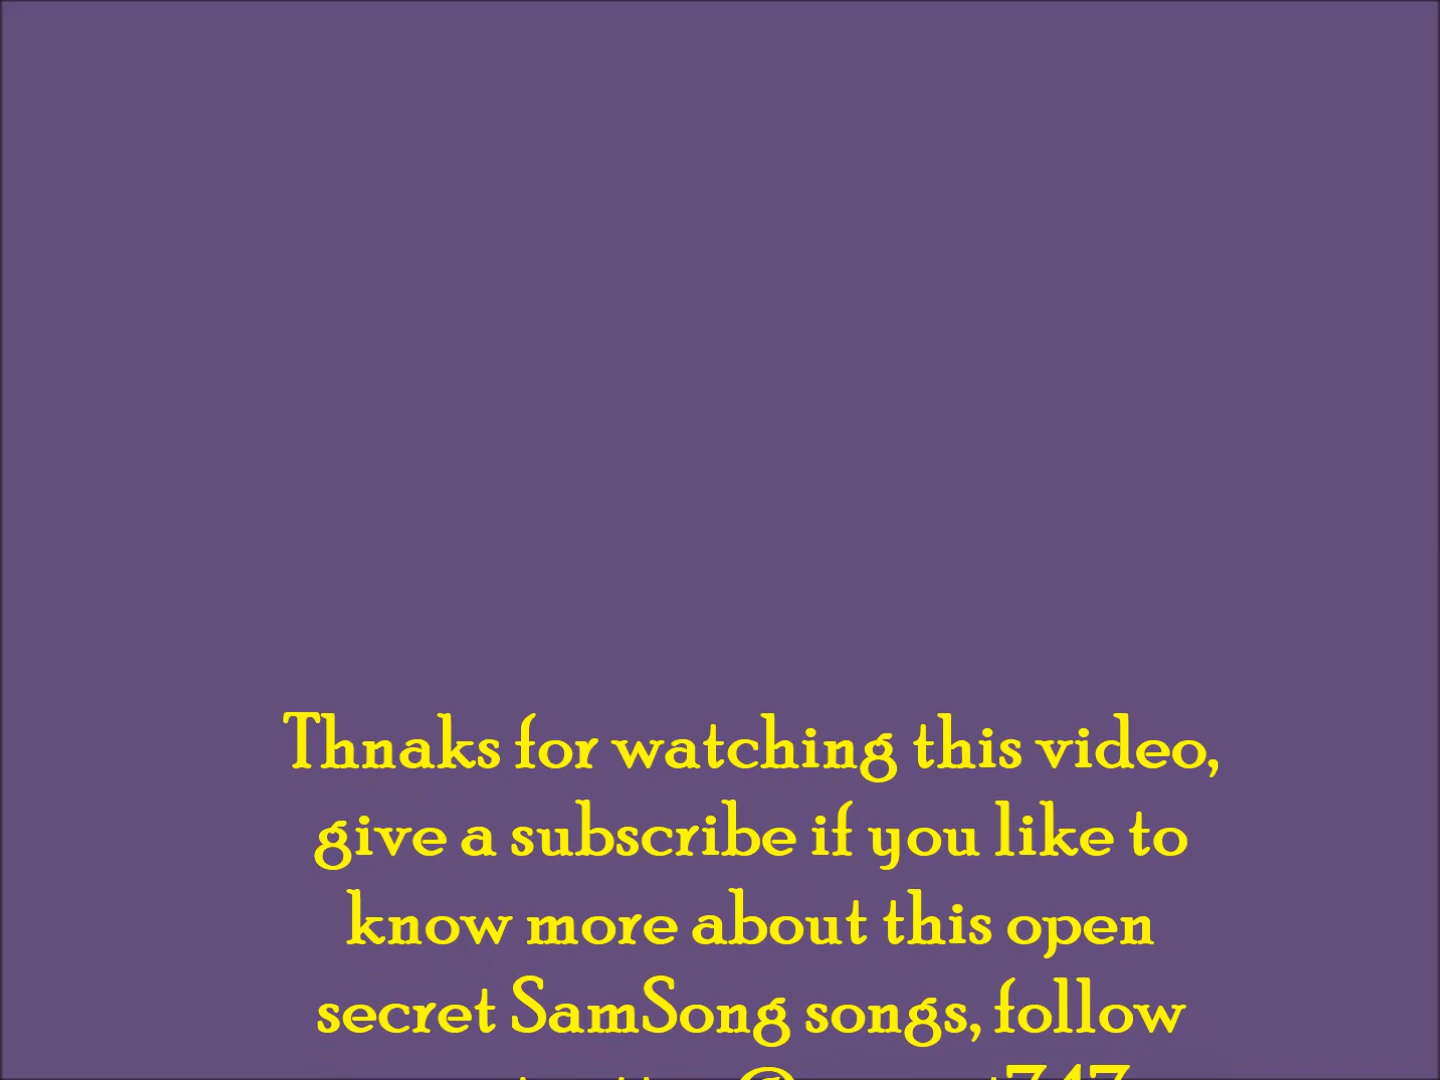 Thnaks for watching this video,
give a subscribe if you like to
know more about this open
secret SamSong songs, follow